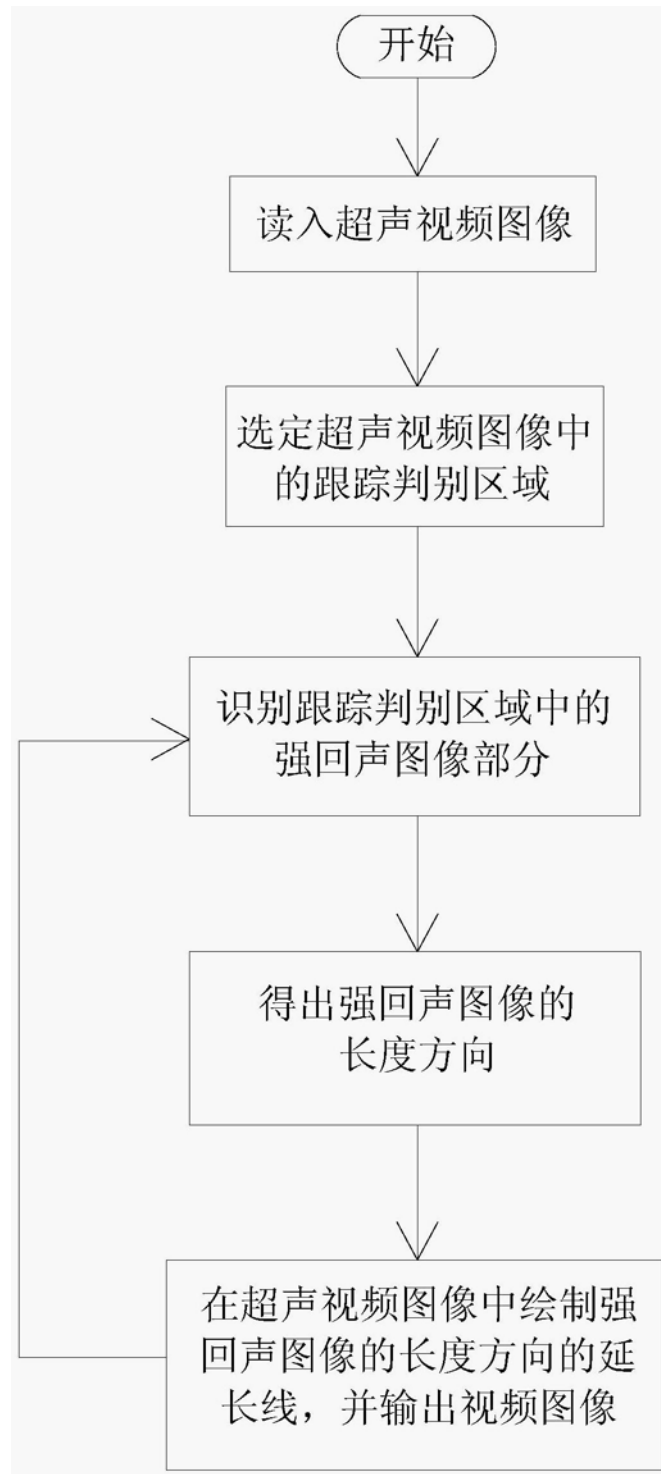 开始
读入超声视频图像
选定超声视频图像中
的跟踪判别区域
识别跟踪判别区域中的
强回声图像部分
得出强回声图像的
长度方向
在超声视频图像中绘制强
回声图像的长度方向的延
长线，并输出视频图像